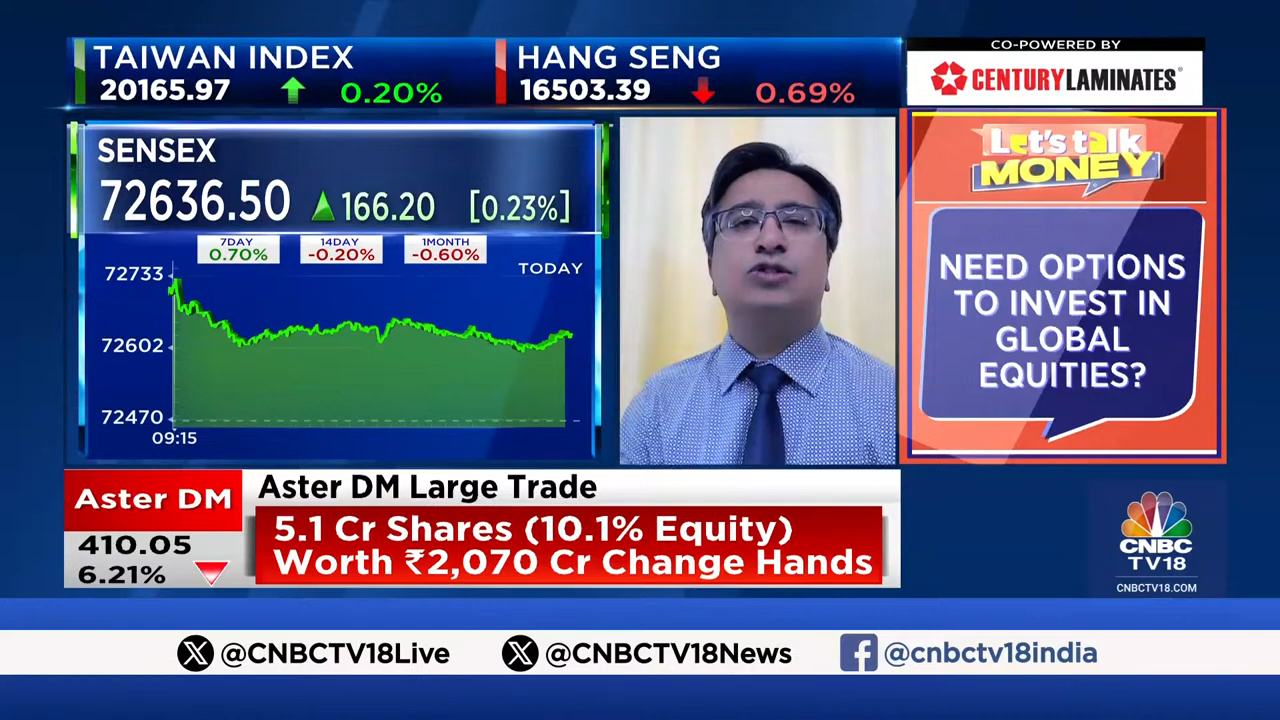 TAIWAN INDEX
20165.97 0.20%
HANG SENG
16503.39 0.69%
CO-POWERED BY
CENTURYLAMINATES®
SENSEX
72636.50 166.20 [0.23%]
7DAY
0.70%
14DAY
-0.20%
1MONTH
-0.60%
TODAY
72733
72602
72470
09:15
Let's talk
MONEY
NEED OPTIONS
TO INVEST IN
GLOBAL
EQUITIES?
Aster DM
410.05
6.21%
Aster DM Large Trade
5.1 Cr Shares (10.1% Equity)
Worth ₹2,070 Cr Change Hands
CNBC
TV18
CNBCTV18.COM
@CNBCTV18Live
@CNBCTV18News
@cnbctv18india